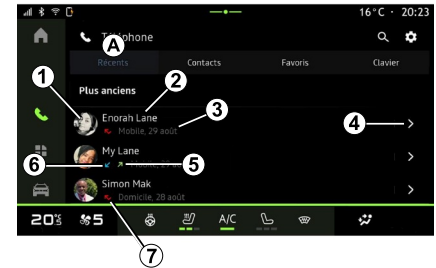 16°C · 20:23
A
Téléphone
Récents Contacts Favoris Clavier
Plus anciens
1 2 3 4
Enorah Lane
Mobile, 29 août
My Lane
6 5
Simon Mak
Domicile, 28 août
20°5 5 A/C
7